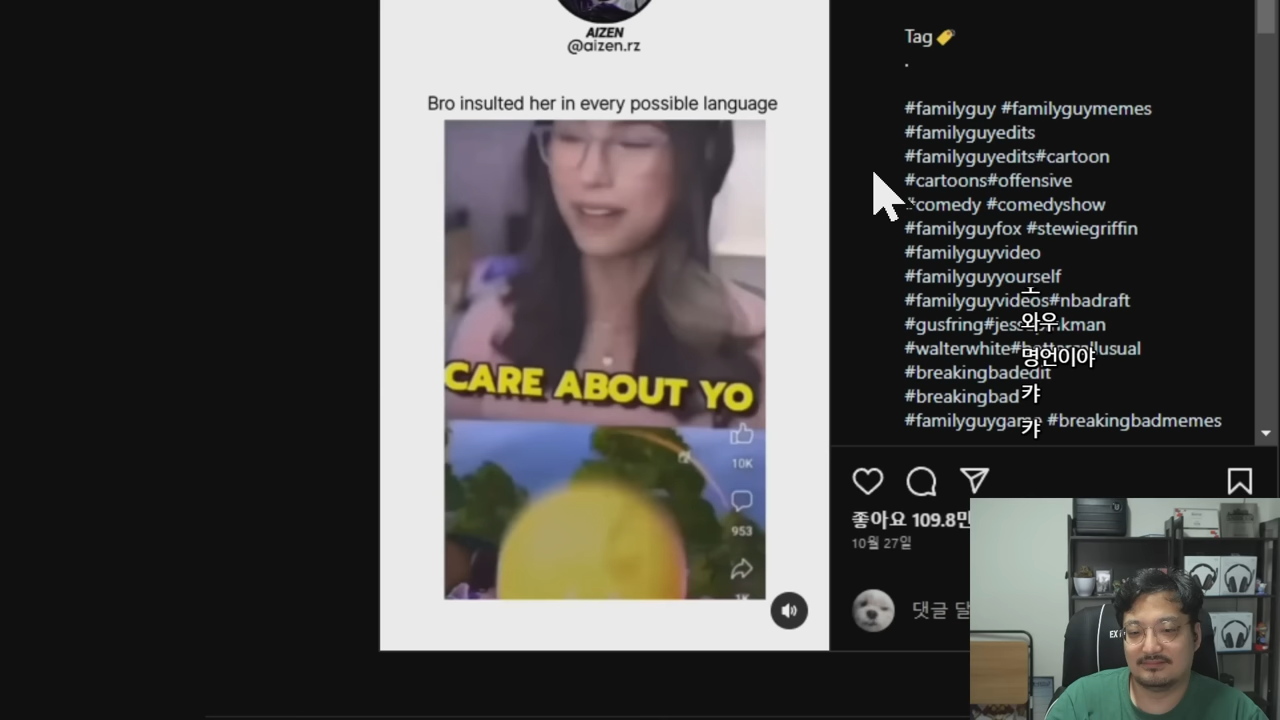 AIZEN
@aizen.rz
Bro insulted her in every possible language
CARE ABOUT YO
10K
953
1K
Tag
.
#familyguy #familyguymemes
#familyguyedits
#familyguyedits#cartoon
#cartoons#offensive
#comedy #comedyshow
#familyguyfox #stewiegriffin
#familyguyvideo
#familyguyyourself
#familyguyvideos#nbadraft
와우
명언이야
캬
캬
#breakingbadedit
#breakingbad
#breakingbadmemes
좋아요 109.8만
10월 27일
댓글 달